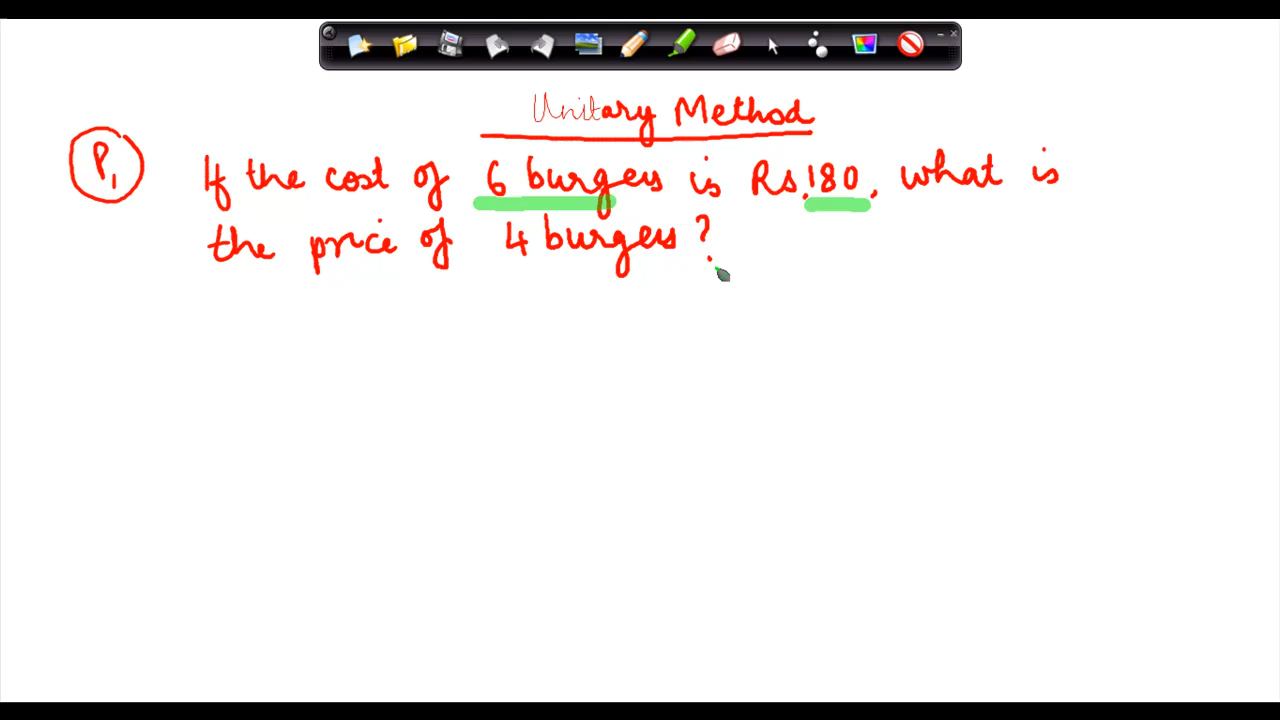 Unitary Method
P1
If the cost of 6 burgers is Rs.180, what is
the price of 4 burgers?